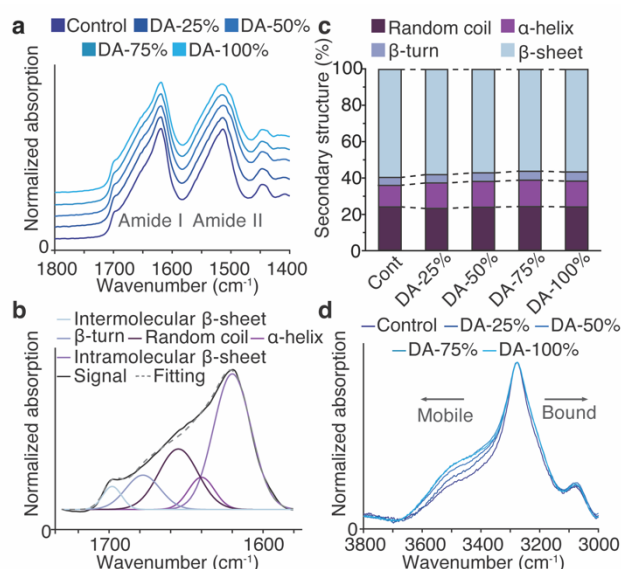 a
Control DA-25% DA-50%
DA-75% DA-100%
Normalized absorption
0
Amide I Amide II
1800 1700 1600 1500 1400
Wavenumber (cm-1)
b
Intermolecular β-sheet
β-turn Random coil α-helix
Intramolecular β-sheet
Signal Fitting
Normalized absorption
0
1700 1600
Wavenumber (cm-1)
c
Random coil α-helix
β-turn β-sheet
Secondary structure (%)
100
80
60
40
20
0
Cont DA-25% DA-50% DA-75% DA-100%
d
Control DA-25% DA-50%
DA-75% DA-100%
Normalized absorption
0
Mobile Bound
3800 3600 3400 3200 3000
Wavenumber (cm-1)